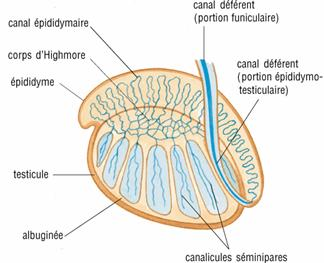 canal déférent
(portion funiculaire)
canal épididymaire
corps d'Highmore
épididyme
canal déférent
(portion épididymo-
testiculaire)
testicule
albuginée
canalicules séminipares